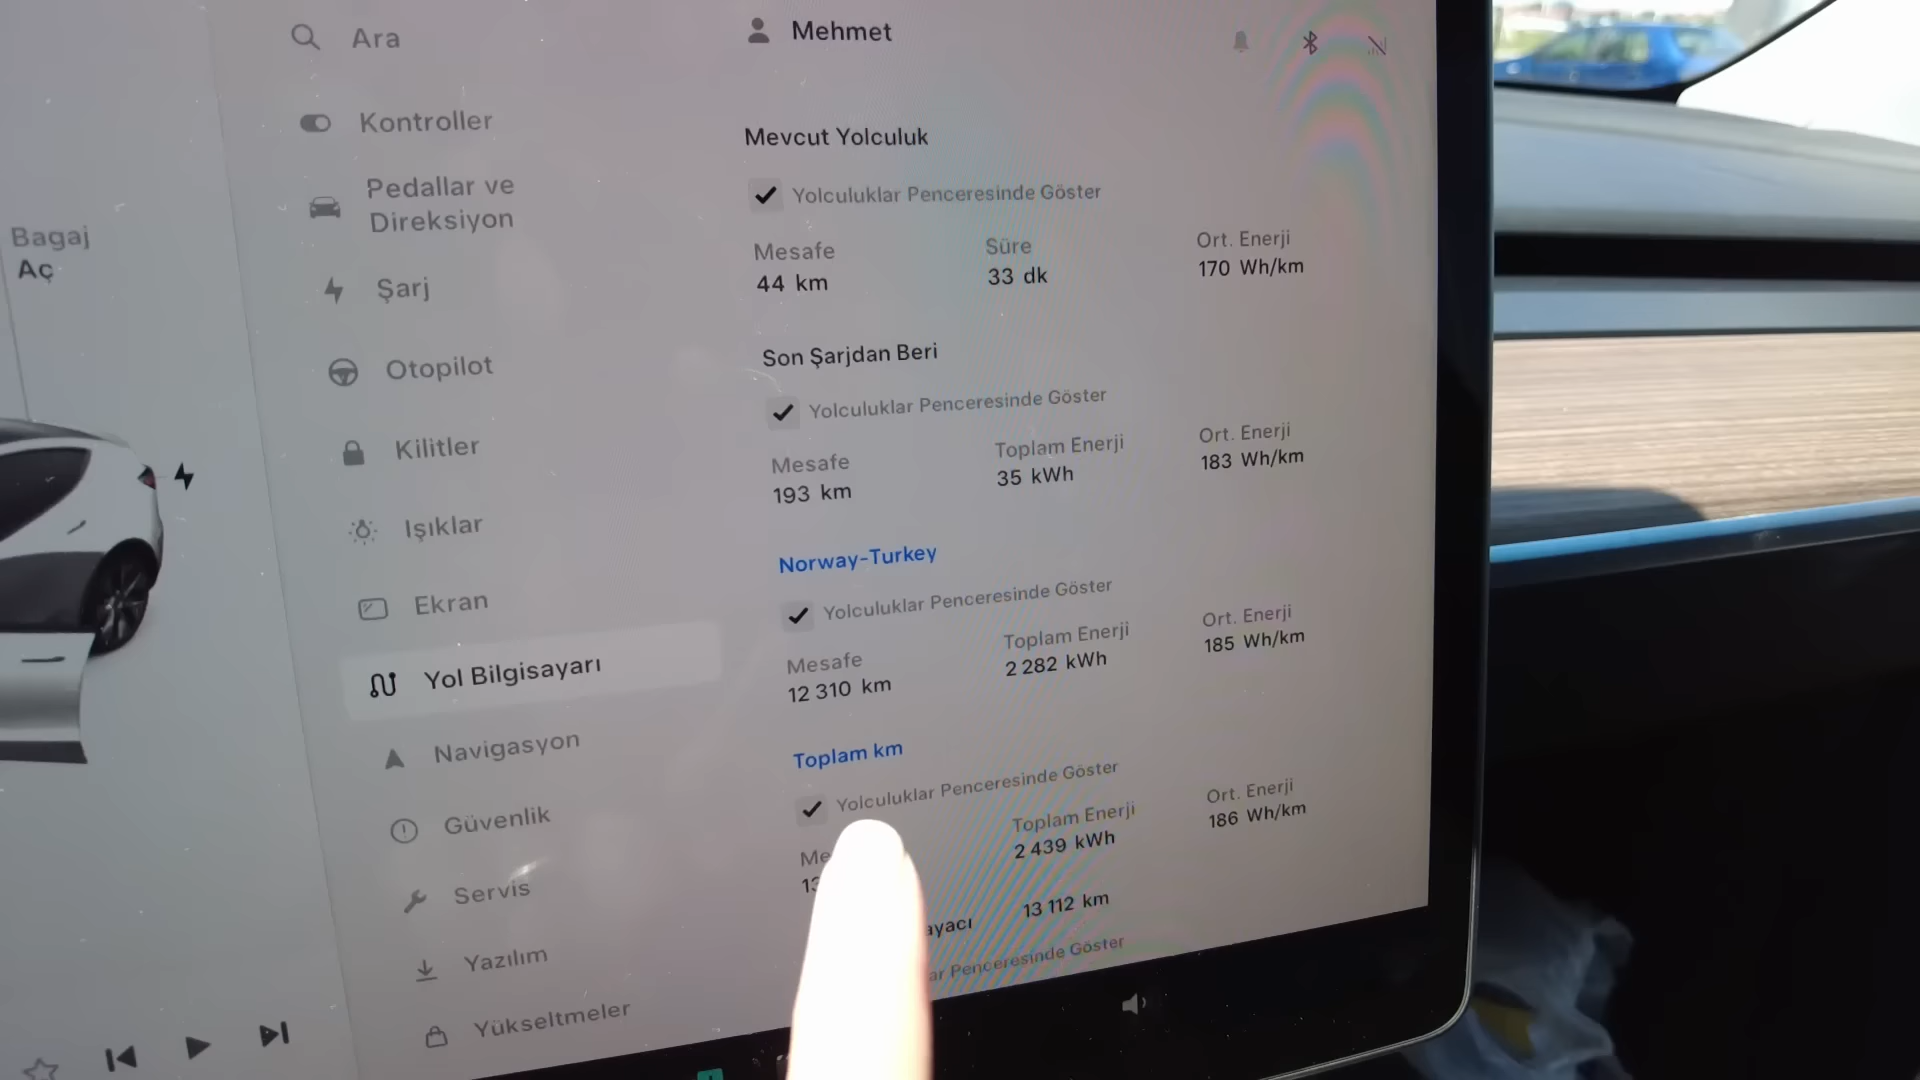 Bagaj
Aç
Ara
Kontroller
Pedallar ve
Direksiyon
Şarj
Otopilot
Kilitler
Işıklar
Ekran
Yol Bilgisayarı
Navigasyon
Güvenlik
Servis
Yazılım
Yükseltmeler
Mehmet
Mevcut Yolculuk
Yolculuklar Penceresinde Göster
Mesafe Süre Ort. Enerji
44 km 33 dk 170 Wh/km
Son Şarjdan Beri
Yolculuklar Penceresinde Göster
Mesafe Toplam Enerji Ort. Enerji
193 km 35 kWh 183 Wh/km
Norway-Turkey
Yolculuklar Penceresinde Göster
Mesafe Toplam Enerji Ort. Enerji
12 310 km 2 282 kWh 185 Wh/km
Toplam km
Yolculuklar Penceresinde Göster
Toplam Enerji Ort. Enerji
2 439 kWh 186 Wh/km
13 112 km
Penceresinde Göster